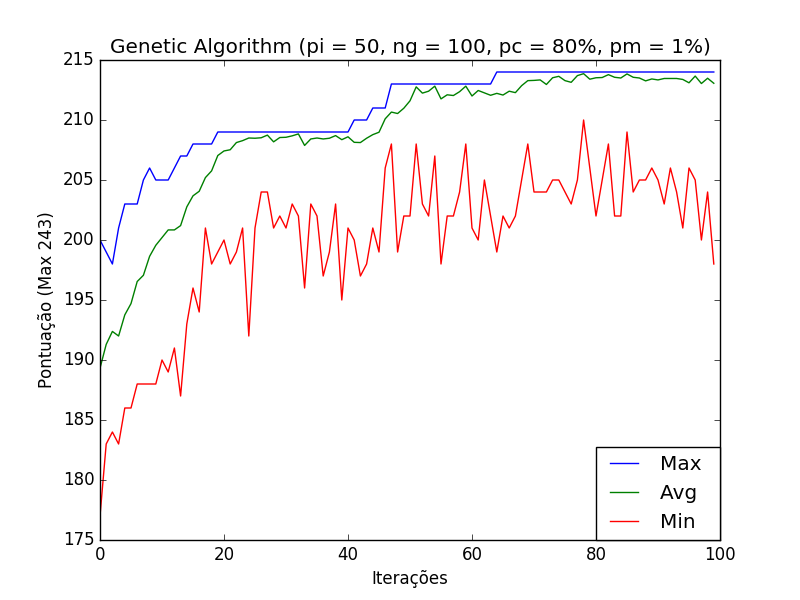 Genetic Algorithm (pi = 50, ng = 100, pc = 80%, pm = 1%)
215
210
205
200
195
190
185
180
175
Pontuação (Max 243)
0 20 40 60 80 100
Iterações
Max
Avg
Min